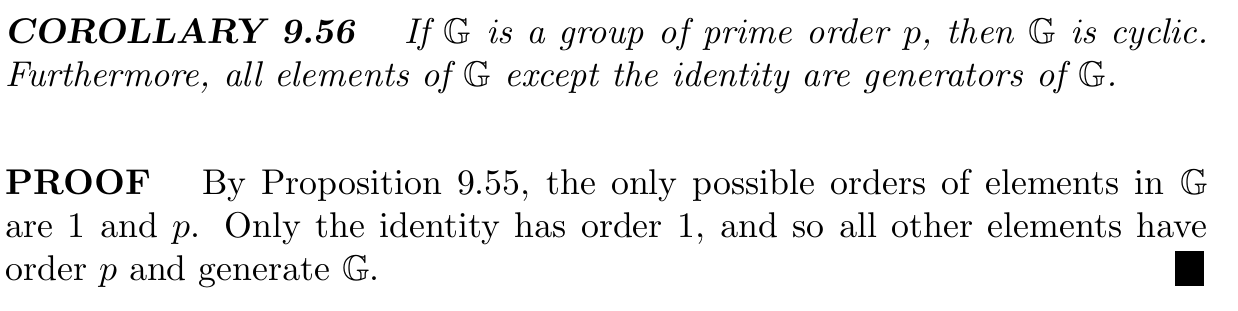 COROLLARY 9.56 If 𝔾 is a group of prime order p, then 𝔾 is cyclic.
Furthermore, all elements of 𝔾 except the identity are generators of 𝔾.
PROOF By Proposition 9.55, the only possible orders of elements in 𝔾
are 1 and p. Only the identity has order 1, and so all other elements have
order p and generate 𝔾. ■